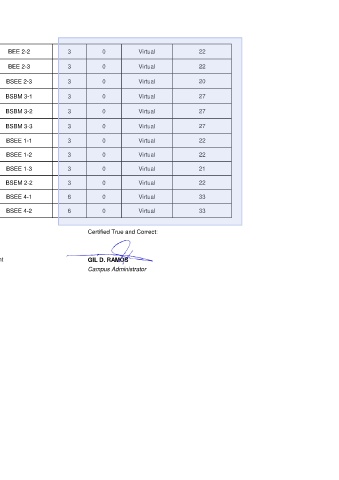 BEE 2-2 3 0 Virtual 22
BEE 2-3 3 0 Virtual 22
BSEE 2-3 3 0 Virtual 20
BSBM 3-1 3 0 Virtual 27
BSBM 3-2 3 0 Virtual 27
BSBM 3-3 3 0 Virtual 27
BSEE 1-1 3 0 Virtual 22
BSEE 1-2 3 0 Virtual 22
BSEE 1-3 3 0 Virtual 21
BSEM 2-2 3 0 Virtual 22
BSEE 4-1 6 0 Virtual 33
BSEE 4-2 6 0 Virtual 33
Certified True and Correct:
nt GIL D. RAMOS
Campus Administrator